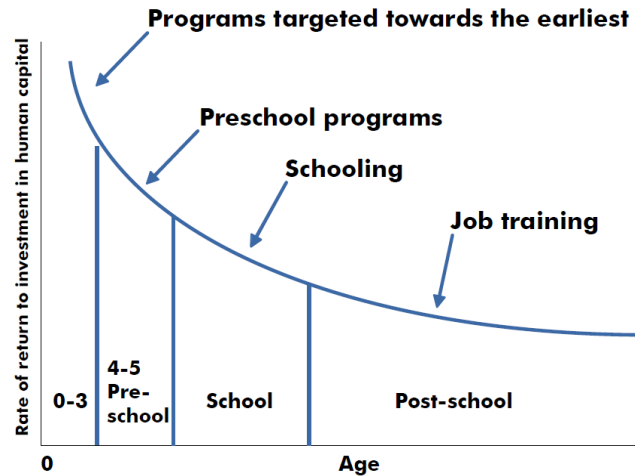 Programs targeted towards the earliest
Preschool programs
Schooling
Job training
Rate of return to investment in human capital
0-3
4-5
Pre-
school
School
Post-school
0
Age